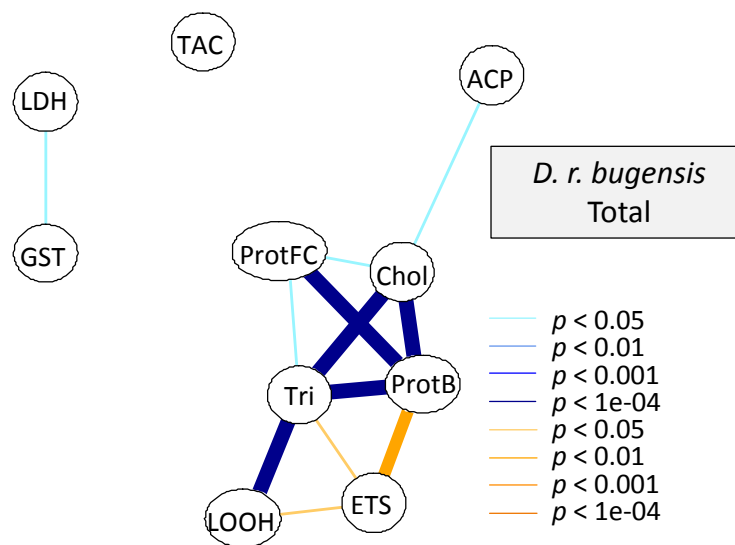 TAC
ACP
LDH
D. r. bugensis
Total
GST
ProtFC
Chol
p < 0.05
p < 0.01
p < 0.001
p < 1e-04
p < 0.05
p < 0.01
p < 0.001
p < 1e-04
Tri
ProtB
LOOH
ETS